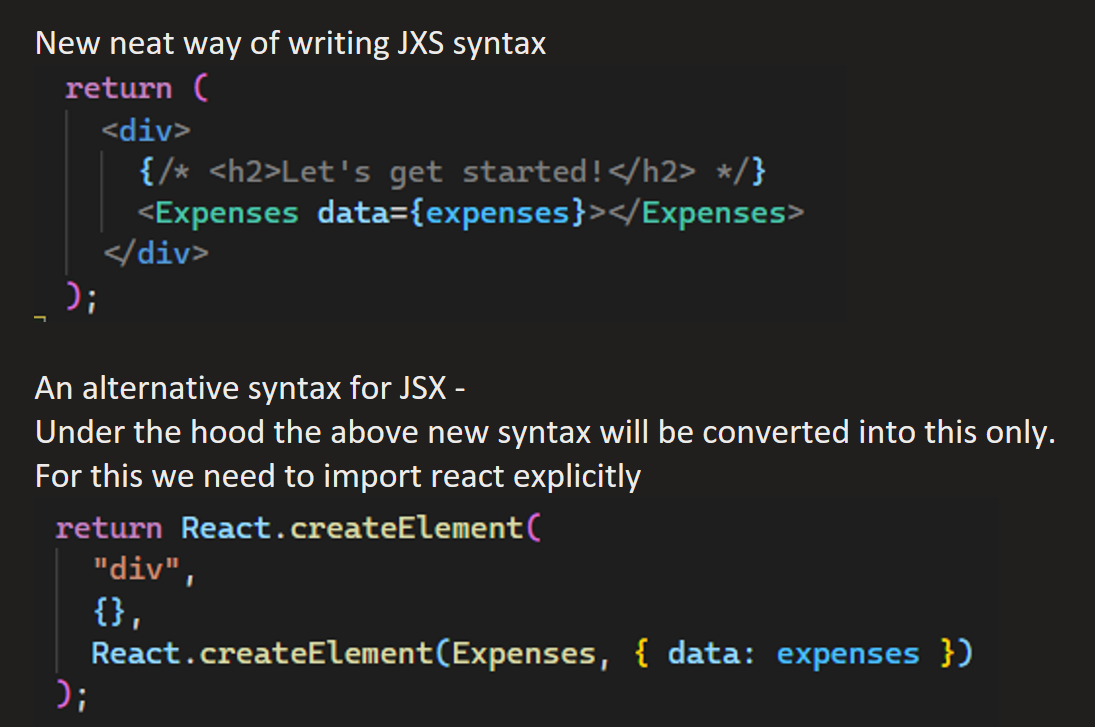 New neat way of writing JXS syntax
return (
<div>
{/* <h2>Let's get started!</h2> */}
<Expenses data={expenses}></Expenses>
</div>
);
An alternative syntax for JSX -
Under the hood the above new syntax will be converted into this only.
For this we need to import react explicitly
return React.createElement(
"div",
{},
React.createElement(Expenses, { data: expenses })
);